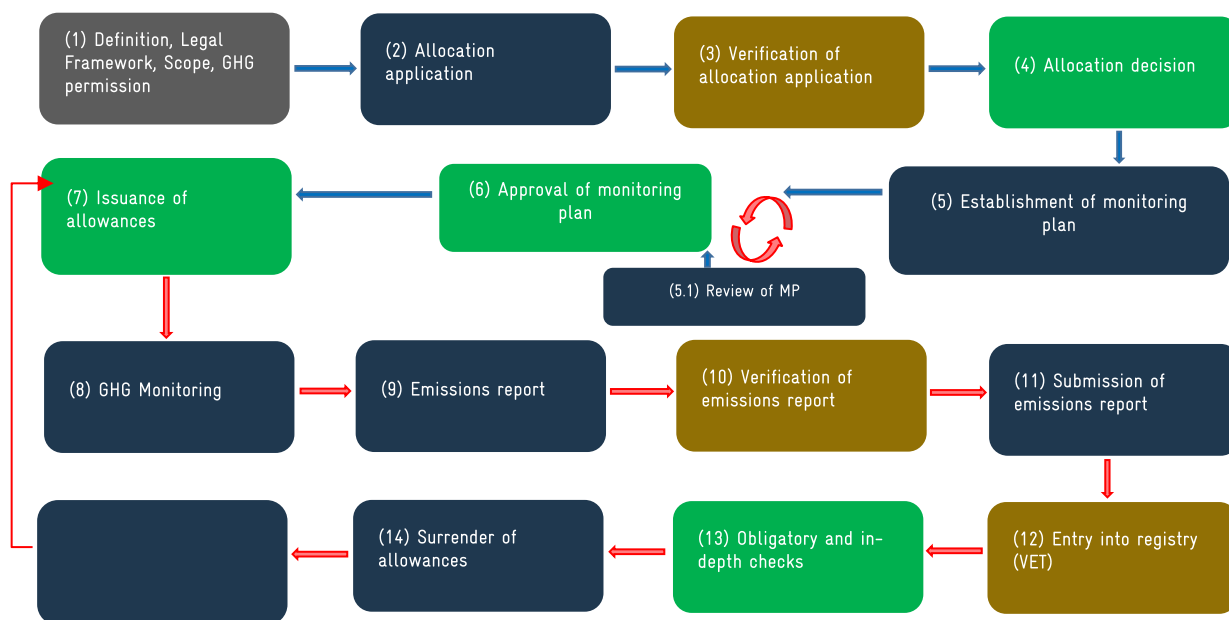 (1) Definition, Legal
Framework, Scope, GHG
permission
(2) Allocation
application
(3) Verification of
allocation application
(4) Allocation decision
(7) Issuance of
allowances
(6) Approval of monitoring
plan
(5) Establishment of monitoring
plan
(5.1) Review of MP
(8) GHG Monitoring
(9) Emissions report
(10) Verification of
emissions report
(11) Submission of
emissions report
(14) Surrender of
allowances
(13) Obligatory and in-
depth checks
(12) Entry into registry
(VET)